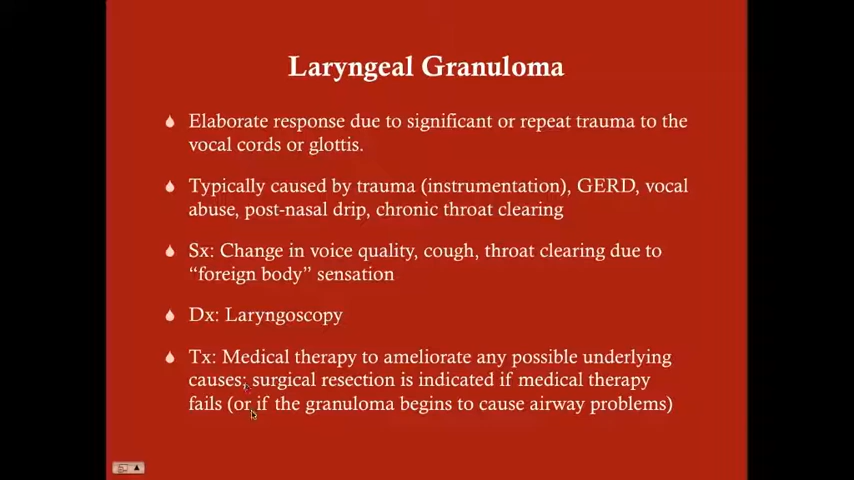 Laryngeal Granuloma
Elaborate response due to significant or repeat trauma to the
vocal cords or glottis.
Typically caused by trauma (instrumentation), GERD, vocal
abuse, post-nasal drip, chronic throat clearing
Sx: Change in voice quality, cough, throat clearing due to
“foreign body” sensation
Dx: Laryngoscopy
Tx: Medical therapy to ameliorate any possible underlying
causes; surgical resection is indicated if medical therapy
fails (or if the granuloma begins to cause airway problems)